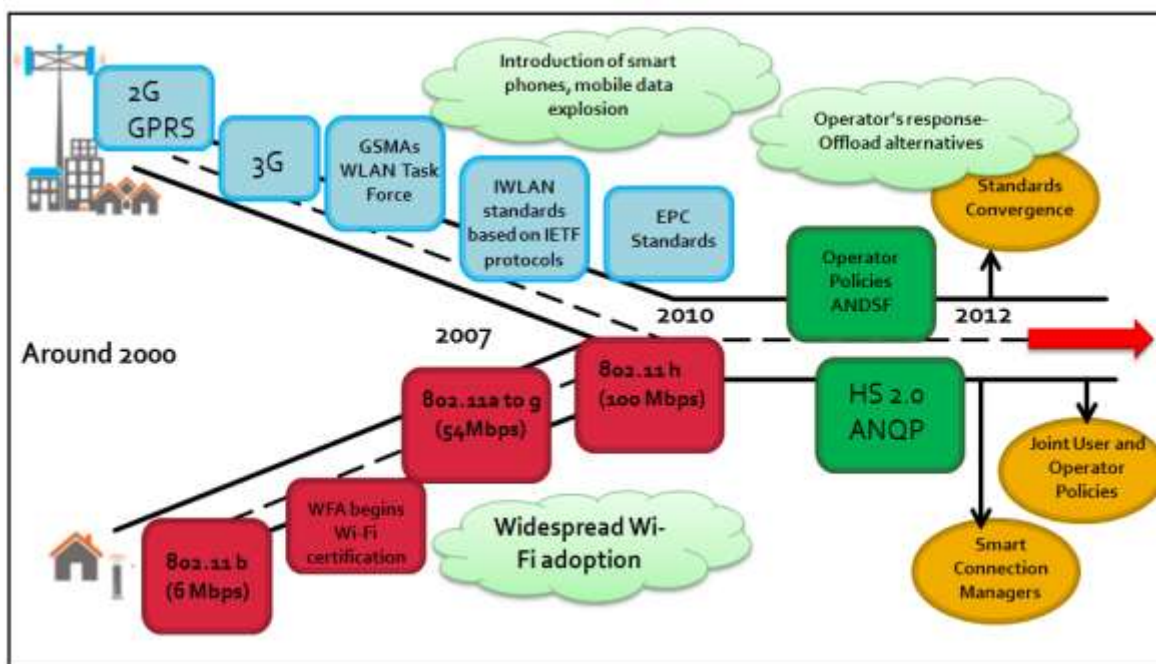 2G
GPRS
3G
GSMAs
WLAN Task
Force
IWLAN
standards
based on IETF
protocols
EPC
Standards
Introduction of smart
phones, mobile data
explosion
Operator's response-
Offload alternatives
Standards
Convergence
Operator
Policies
ANDSF
Around 2000
2007
2010
2012
802.11 b
(6 Mbps)
WFA begins
Wi-Fi
certification
802.11a to g
(54Mbps)
802.11 h
(100 Mbps)
HS 2.0
ANQP
Widespread Wi-
Fi adoption
Joint User and
Operator
Policies
Smart
Connection
Managers